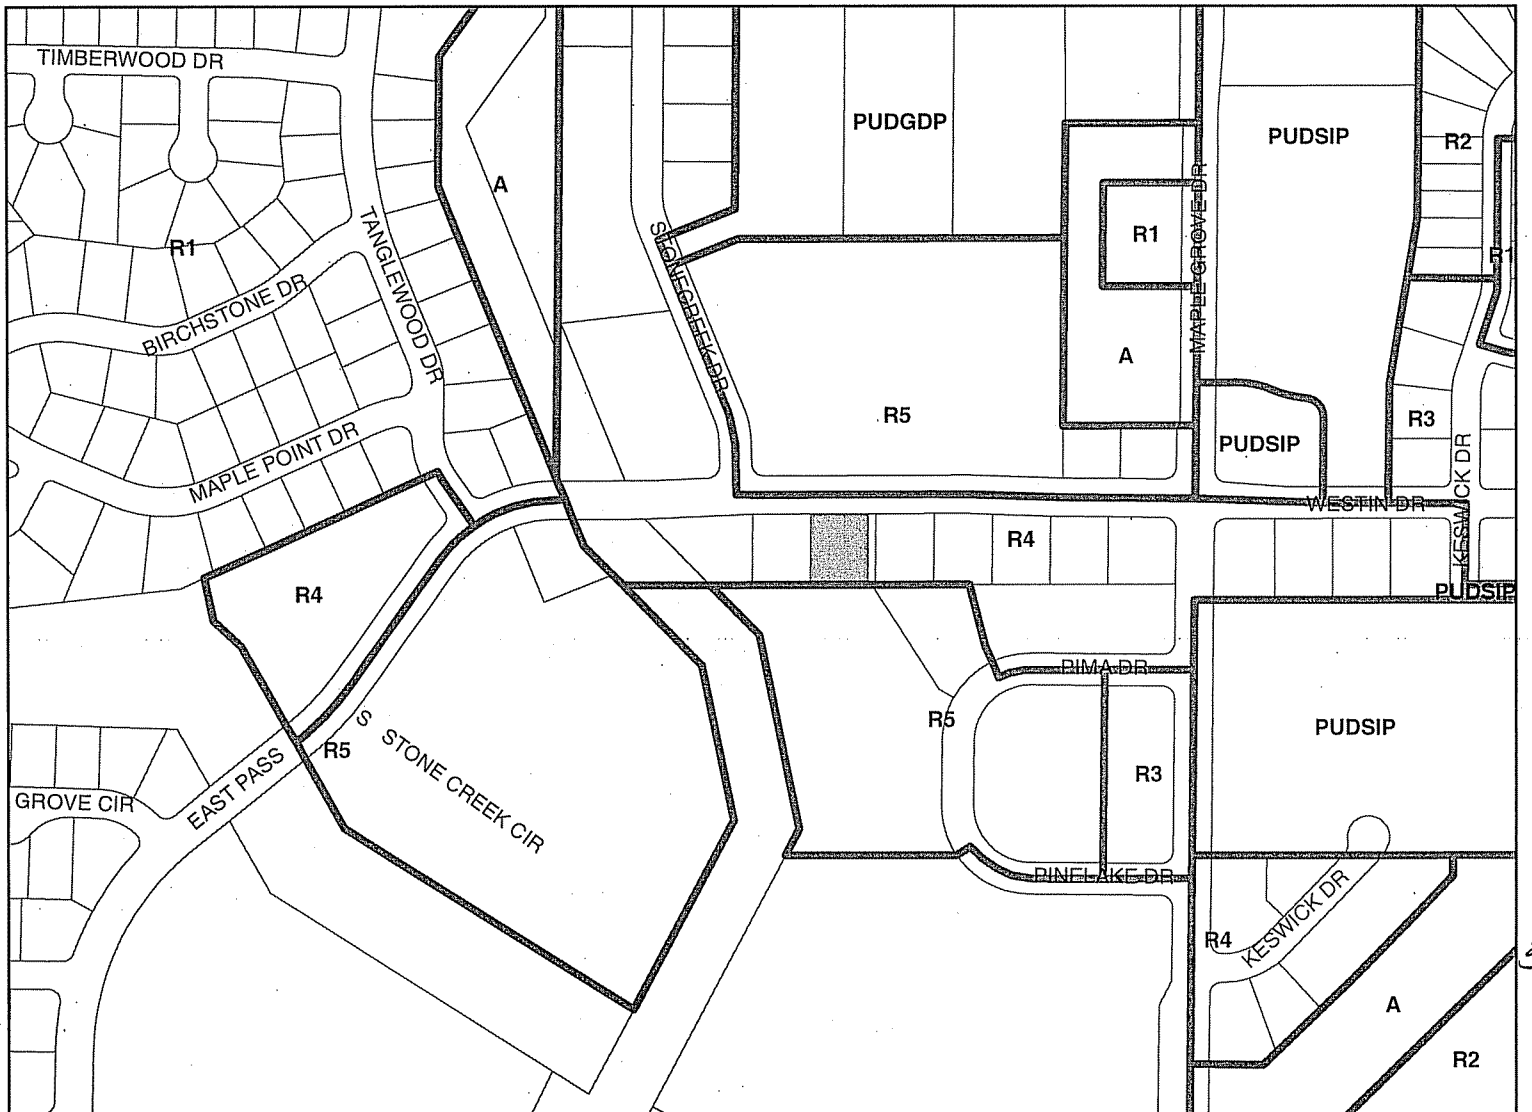 TIMBERWOOD DR
PUDGDP
PUDSIP
R2
A
R1
R1
R1
TANGLEWOOD DR
STONECREEK DR
MAPLE GROVE DR
BIRCHSTONE DR
A
R5
R3
PUDSIP
MAPLE POINT DR
KESWICK DR
WESTIN DR
R4
R4
PUDSIP
PIMA DR
R5
S
STONE CREEK CIR
R5
PUDSIP
EAST PASS
R3
GROVE CIR
PINELAKE DR
R4
KESWICK DR
A
R2